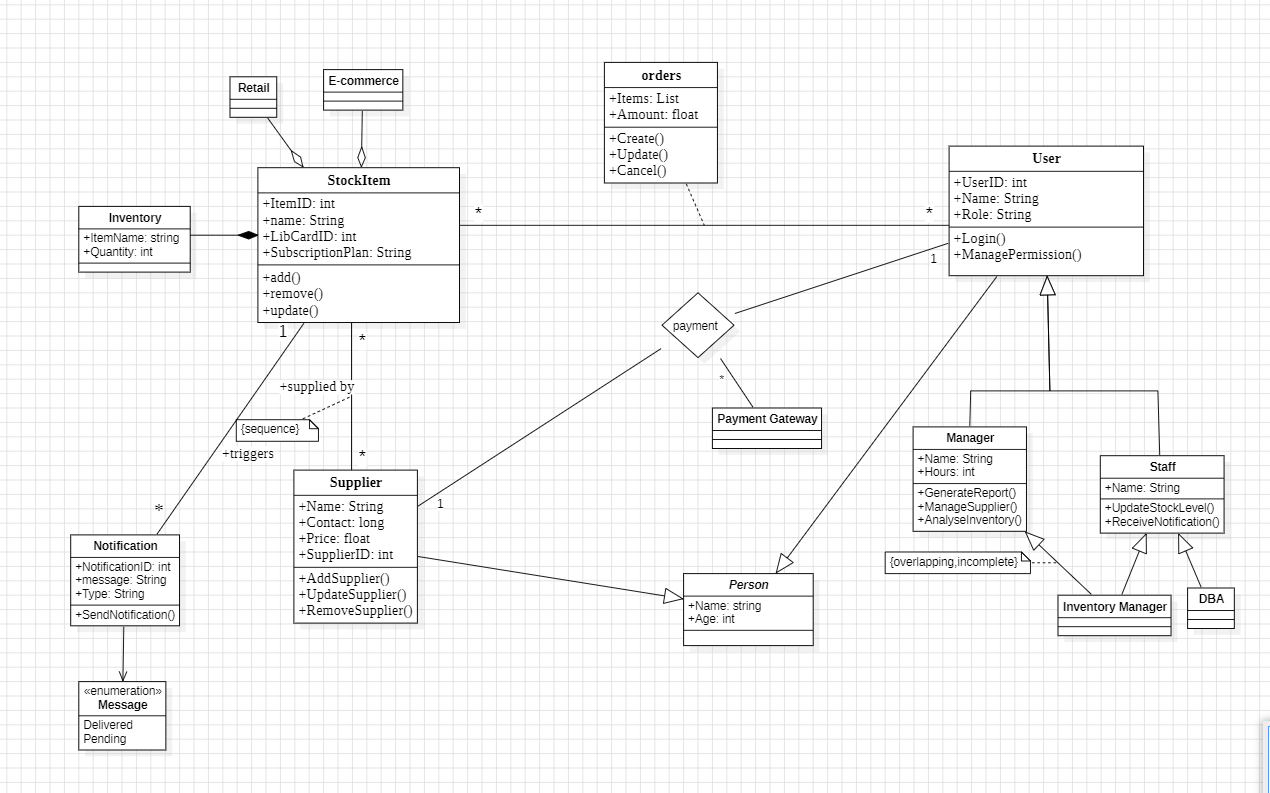 Retail
E-commerce
orders
+Items: List
+Amount: float
+Create()
+Update()
+Cancel()
User
+UserID: int
+Name: String
+Role: String
+Login()
+ManagePermission()
StockItem
+ItemID: int
+name: String
+LibCardID: int
+SubscriptionPlan: String
+add()
+remove()
+update()
Inventory
+ItemName: string
+Quantity: int
*
*
1
1
*
payment
*
Payment Gateway
+supplied by
{sequence}
+triggers
*
*
1
Supplier
+Name: String
+Contact: long
+Price: float
+SupplierID: int
+AddSupplier()
+UpdateSupplier()
+RemoveSupplier()
Manager
+Name: String
+Hours: int
+GenerateReport()
+ManageSupplier()
+AnalyseInventory()
Staff
+Name: String
+UpdateStockLevel()
+ReceiveNotification()
{overlapping,incomplete}
Notification
+NotificationID: int
+message: String
+Type: String
+SendNotification()
Person
+Name: string
+Age: int
Inventory Manager
DBA
«enumeration»
Message
Delivered
Pending